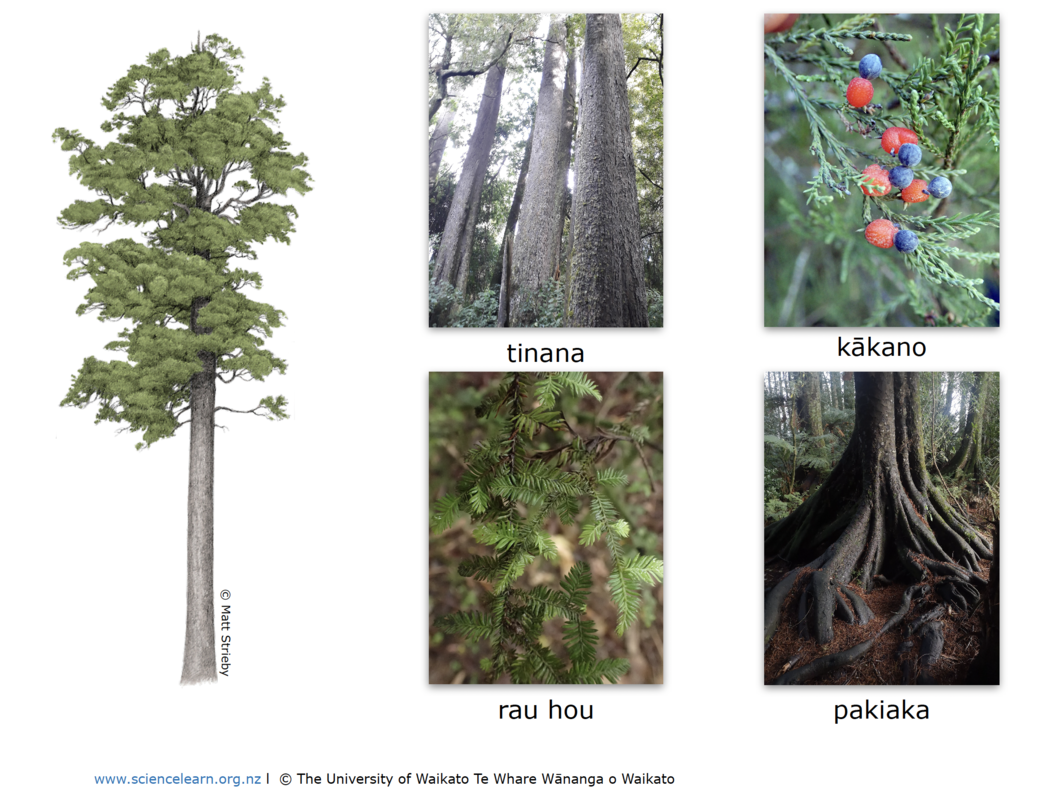 © Matt Strieby
tinana
kākano
rau hou
pakiaka
www.sciencelearn.org.nz l © The University of Waikato Te Whare Wānanga o Waikato